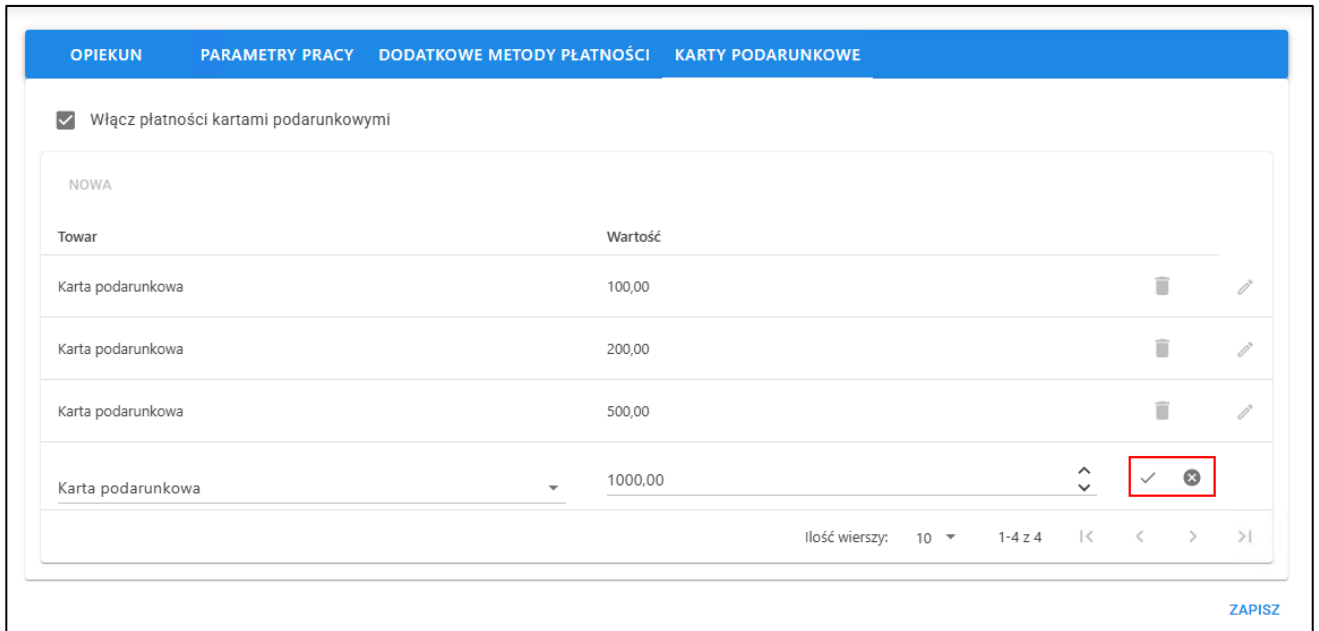 OPIEKUN PARAMETRY PRACY DODATKOWE METODY PŁATNOŚCI KARTY PODARUNKOWE
Włącz płatności kartami podarunkowymi
NOWA
Towar Wartość
Karta podarunkowa 100,00
Karta podarunkowa 200,00
Karta podarunkowa 500,00
Karta podarunkowa 1000,00
Ilość wierszy: 10 1-4 z 4
ZAPISZ